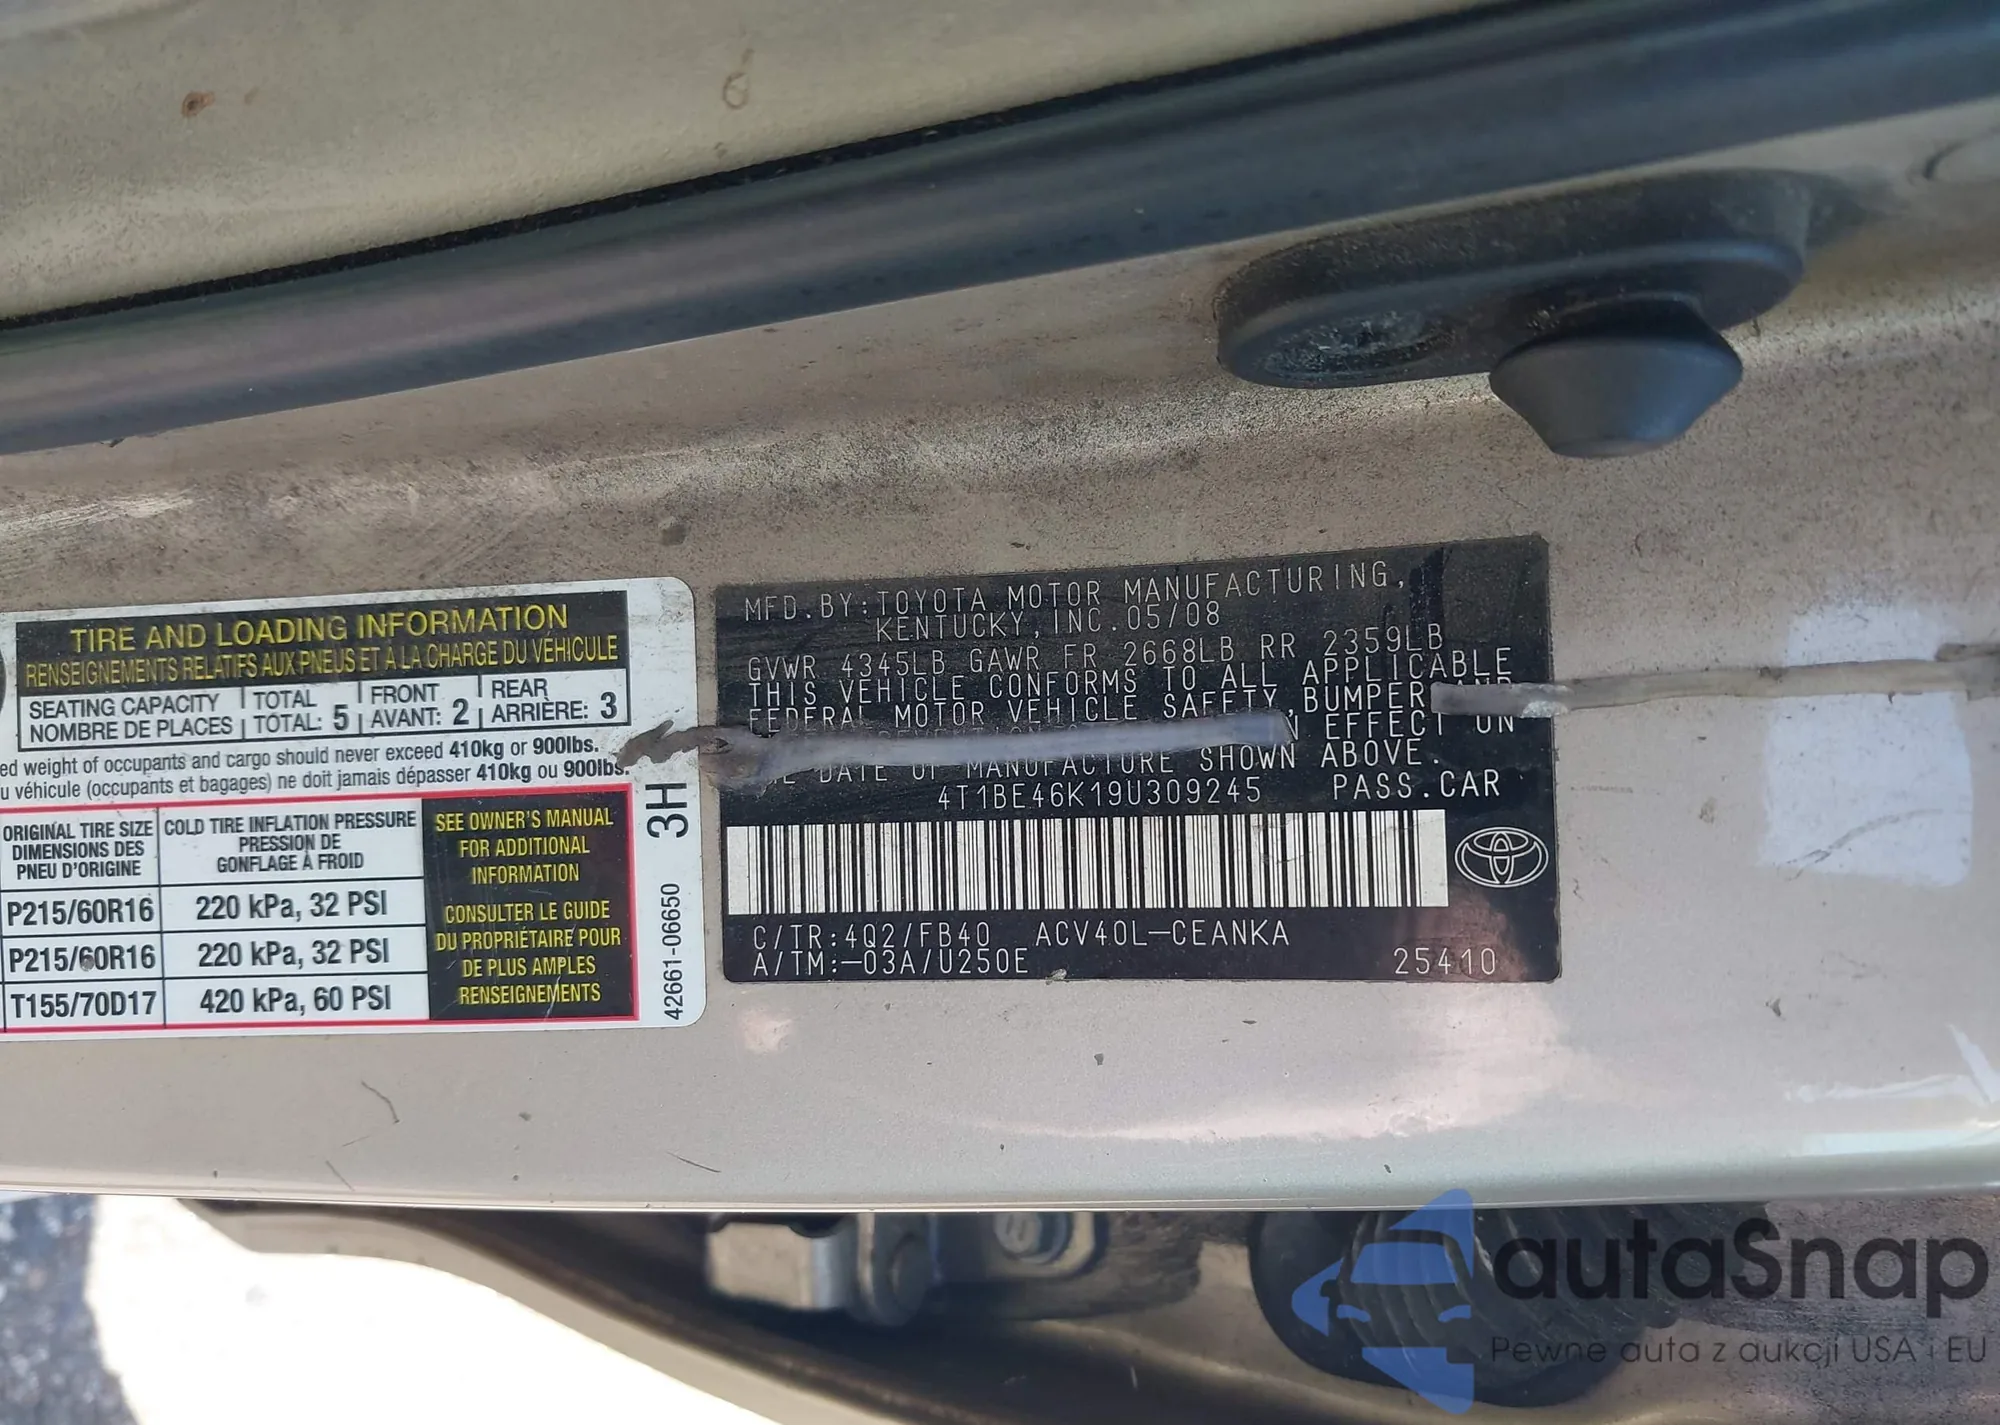 TIRE AND LOADING INFORMATION
RENSEIGNEMENTS RELATIFS AUX PNEUS ET À LA CHARGE DU VÉHICULE
SEATING CAPACITY TOTAL FRONT REAR
NOMBRE DE PLACES TOTAL: 5 AVANT: 2 ARRIÈRE: 3
ed weight of occupants and cargo should never exceed 410kg or 900lbs.
u véhicule (occupants et bagages) ne doit jamais dépasser 410kg ou 900lbs.
ORIGINAL TIRE SIZE
DIMENSIONS DES
PNEU D'ORIGINE
COLD TIRE INFLATION PRESSURE
PRESSION DE
GONFLAGE À FROID
P215/60R16 220 kPa, 32 PSI
P215/60R16 220 kPa, 32 PSI
T155/70D17 420 kPa, 60 PSI
SEE OWNER'S MANUAL
FOR ADDITIONAL
INFORMATION
CONSULTER LE GUIDE
DU PROPRIÉTAIRE POUR
DE PLUS AMPLES
RENSEIGNEMENTS
3H
42661-06650
MFD.BY:TOYOTA MOTOR MANUFACTURING,
KENTUCKY,INC.05/08
GVWR 4345LB GAWR FR 2668LB RR 2359LB
THIS VEHICLE CONFORMS TO ALL APPLICABLE
FEDERAL MOTOR VEHICLE SAFETY,BUMPER AND
EFFECT ON
DATE OF MANUFACTURE SHOWN ABOVE.
4T1BE46K19U309245 PASS.CAR
C/TR:4Q2/FB40 ACV40L-CEANKA
A/TM:-03A/U250E 25410
autoSnap
Pewne auta z aukcji USA i EU